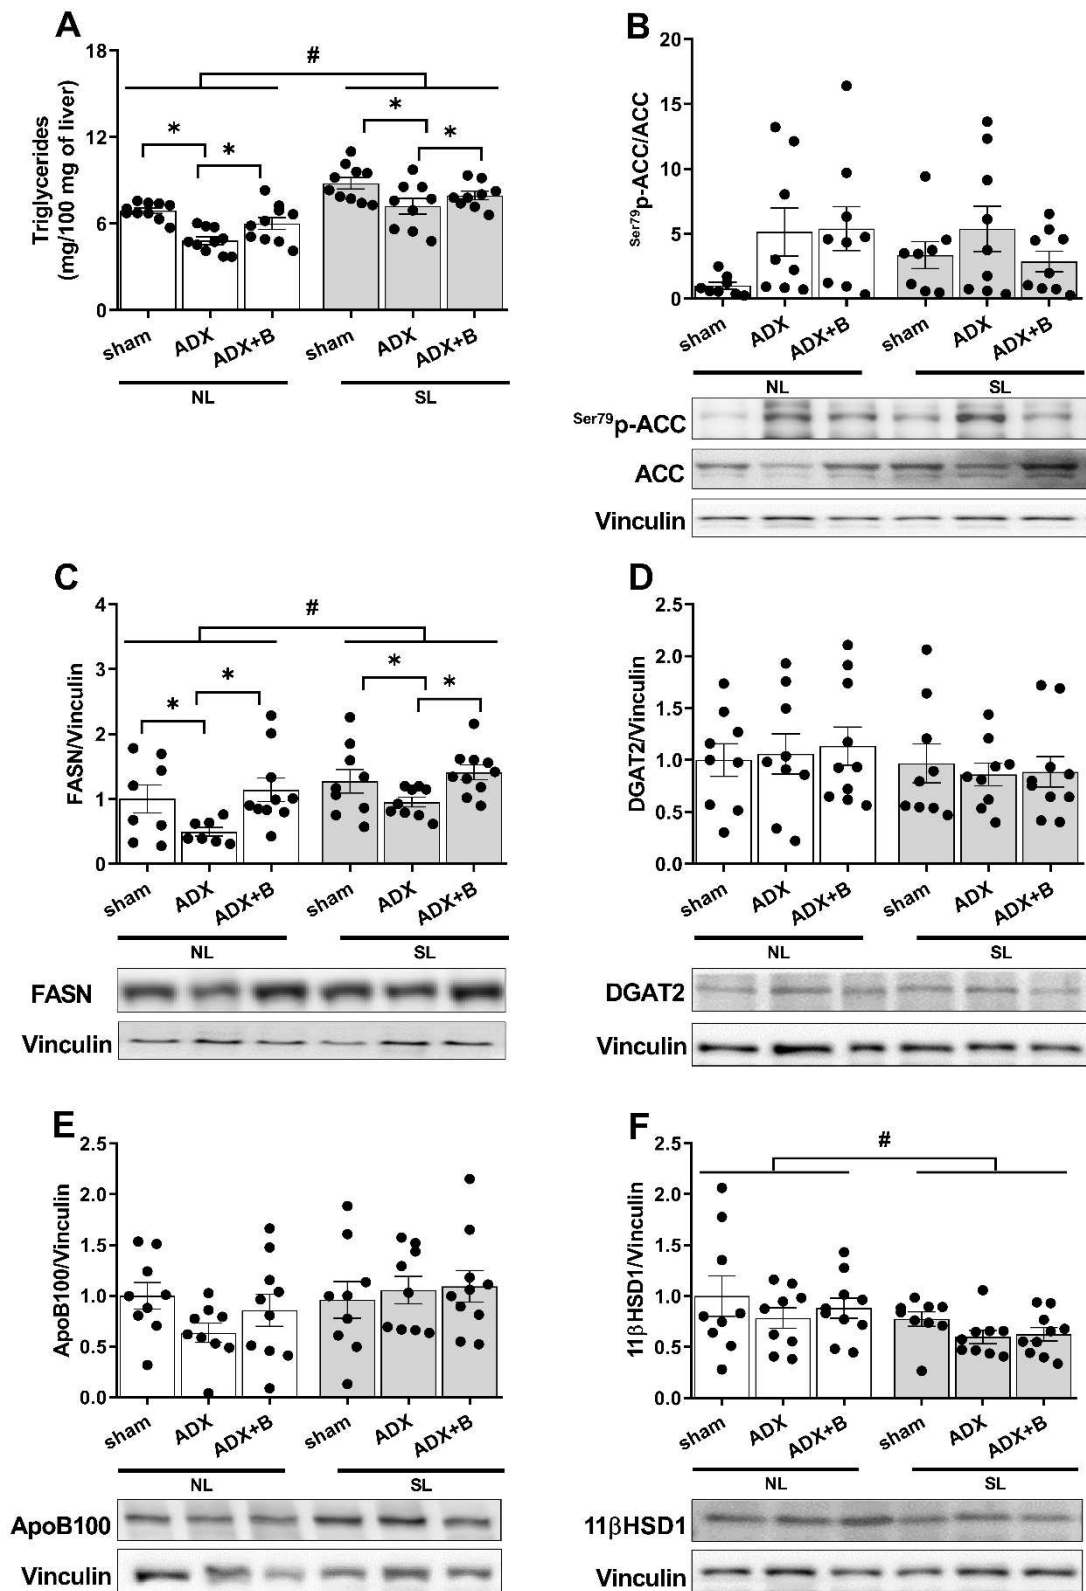 A
Triglycerides
(mg/100 mg of liver)
18
12
6
0
#
*
*
*
*
sham
ADX
ADX+B
sham
ADX
ADX+B
NL
SL
B
Ser79p-ACC/ACC
20
15
10
5
0
sham
ADX
ADX+B
sham
ADX
ADX+B
NL
SL
Ser79p-ACC
ACC
Vinculin
C
FASN/Vinculin
4
3
2
1
0
#
*
*
*
*
sham
ADX
ADX+B
sham
ADX
ADX+B
NL
SL
FASN
Vinculin
D
DGAT2/Vinculin
2.5
2.0
1.5
1.0
0.5
0.0
sham
ADX
ADX+B
sham
ADX
ADX+B
NL
SL
DGAT2
Vinculin
E
ApoB100/Vinculin
2.5
2.0
1.5
1.0
0.5
0.0
sham
ADX
ADX+B
sham
ADX
ADX+B
NL
SL
ApoB100
Vinculin
F
11βHSD1/Vinculin
2.5
2.0
1.5
1.0
0.5
0.0
#
sham
ADX
ADX+B
sham
ADX
ADX+B
NL
SL
11βHSD1
Vinculin